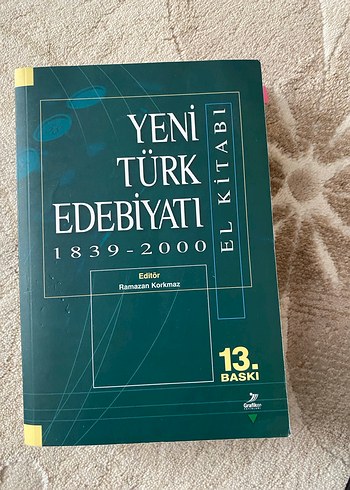 YENİ
TÜRK
EDEBİYATI
1839-2000
EL KİTABI
Editör
Ramazan Korkmaz
13.
BASKI
Grafiker